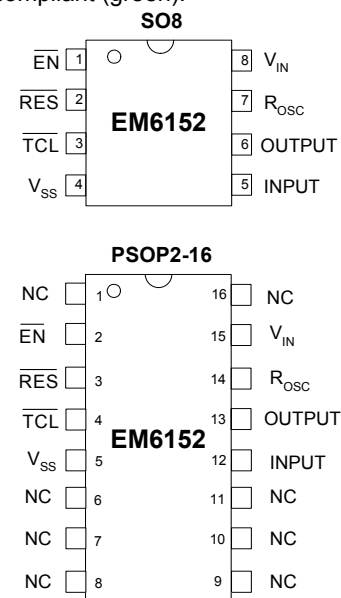 compliant (green).
SO8
EN 1 8 VIN
RES 2 7 ROSC
TCL 3 EM6152 6 OUTPUT
VSS 4 5 INPUT
PSOP2-16
NC 1 16 NC
EN 2 15 VIN
RES 3 14 ROSC
TCL 4 13 OUTPUT
EM6152
VSS 5 12 INPUT
NC 6 11 NC
NC 7 10 NC
NC 8 9 NC